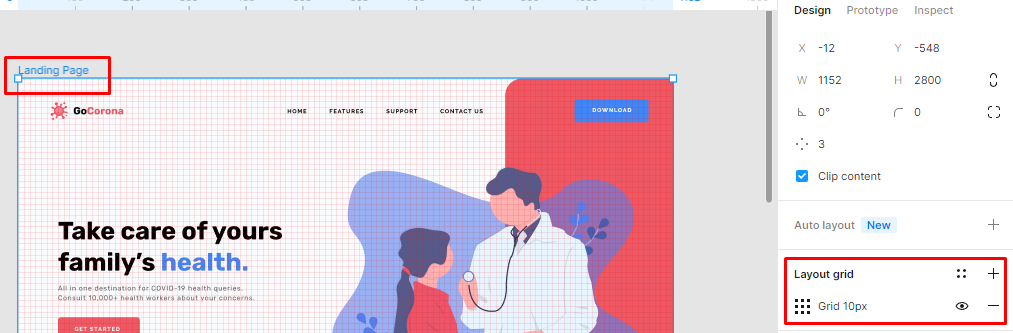 Design Prototype Inspect
X -12 Y -548
Landing Page
W 1152 H 2800
GoCorona HOME FEATURES SUPPORT CONTACT US DOWNLOAD
0° 0
3
Clip content
Take care of yours
family's health.
Auto layout New
All in one destination for COVID-19 health queries.
Consult 10,000+ health workers about your concerns.
GET STARTED
Layout grid
Grid 10px